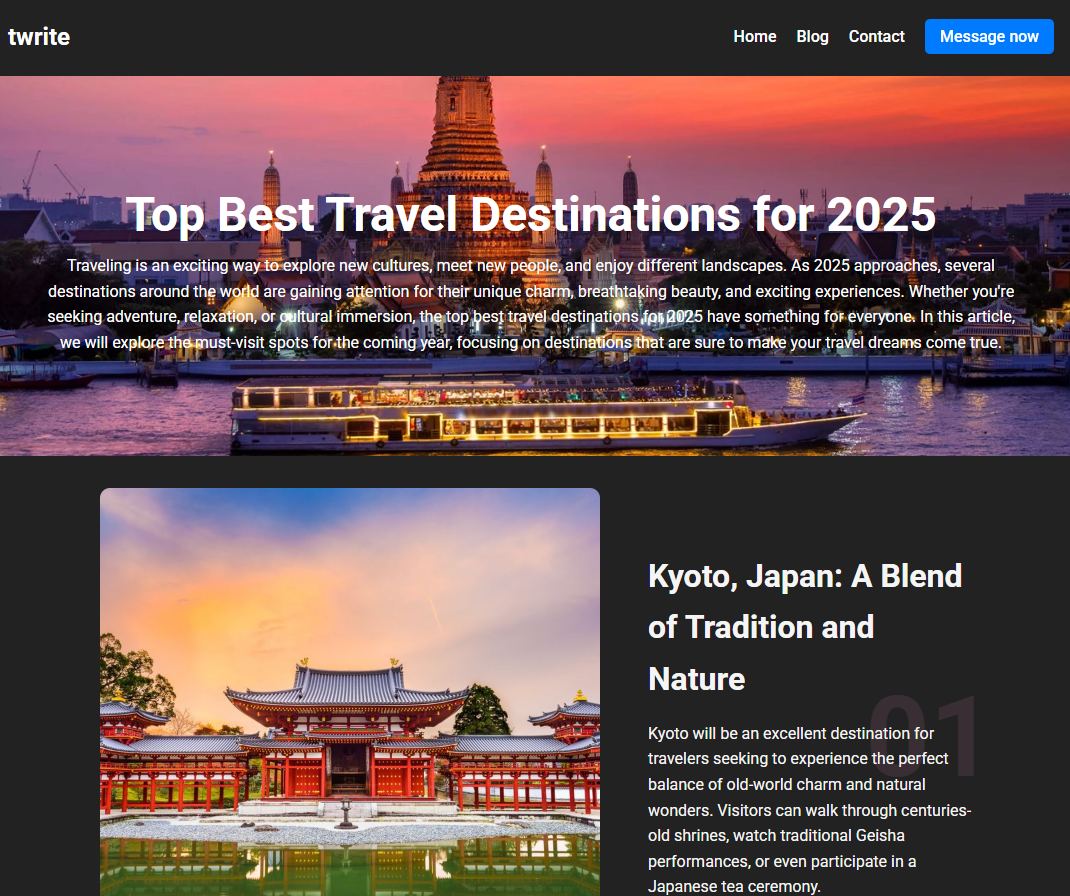 twrite
Home Blog Contact Message now
Top Best Travel Destinations for 2025
Traveling is an exciting way to explore new cultures, meet new people, and enjoy different landscapes. As 2025 approaches, several
destinations around the world are gaining attention for their unique charm, breathtaking beauty, and exciting experiences. Whether you're
seeking adventure, relaxation, or cultural immersion, the top best travel destinations for 2025 have something for everyone. In this article,
we will explore the must-visit spots for the coming year, focusing on destinations that are sure to make your travel dreams come true.
Kyoto, Japan: A Blend
of Tradition and
Nature
01
Kyoto will be an excellent destination for
travelers seeking to experience the perfect
balance of old-world charm and natural
wonders. Visitors can walk through centuries-
old shrines, watch traditional Geisha
performances, or even participate in a
Japanese tea ceremony.